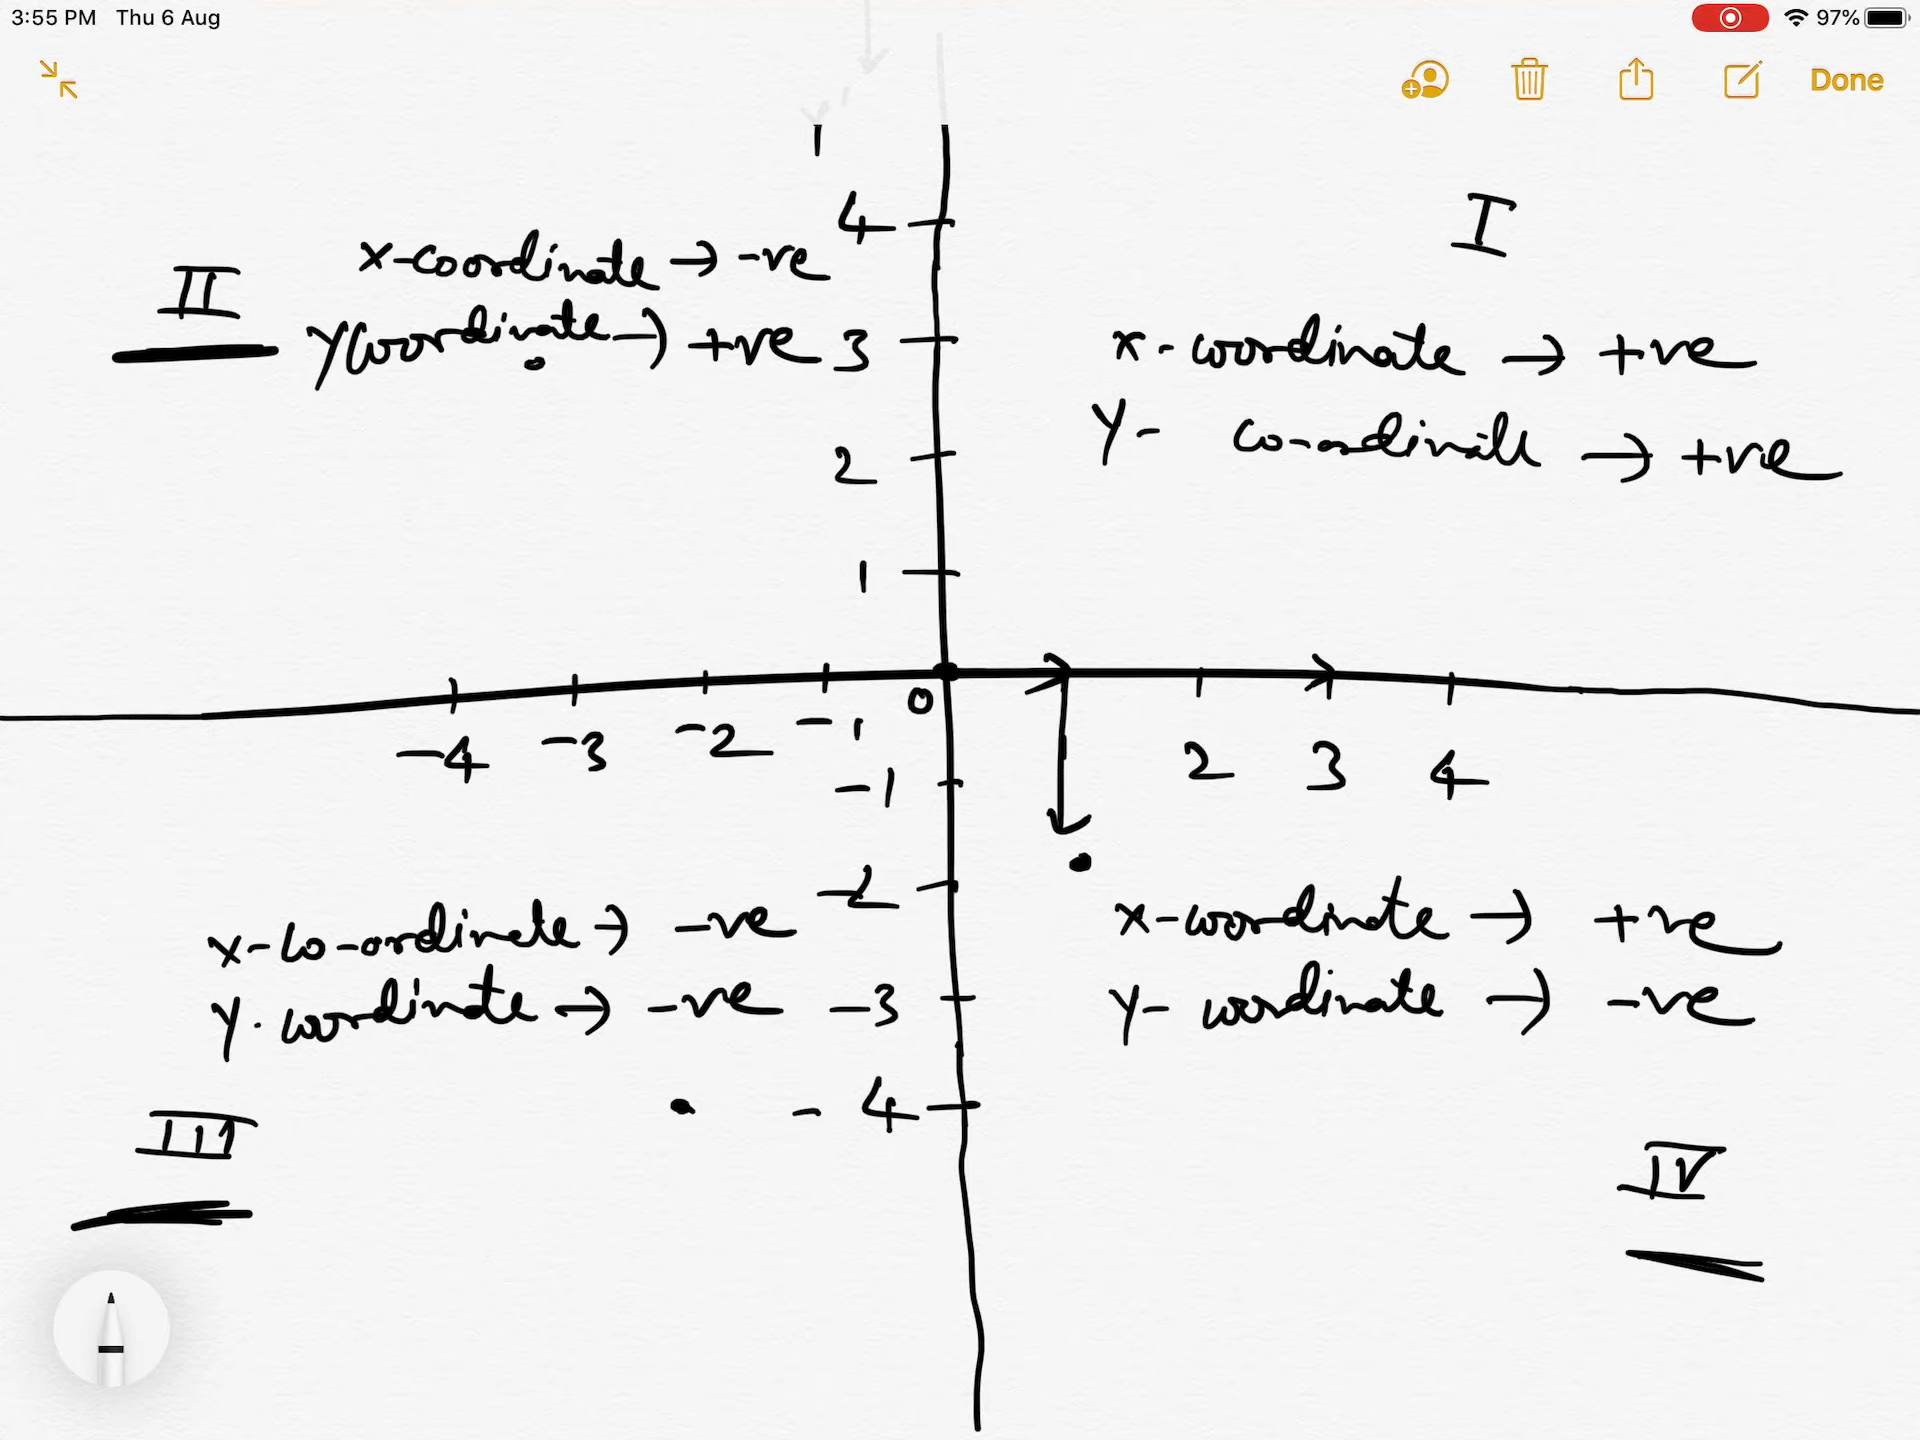 3:55 PM Thu 6 Aug
97%
Done
4
I
II
x-coordinate → -ve
y coordinate → +ve
3
x- coordinate → +ve
y- co-ordinate → +ve
2
1
0
-4 -3 -2 -1
2 3 4
-1
-2
x-co-ordinate → -ve
y-coordinate → -ve
-3
x-coordinate → +ve
y- coordinate → -ve
-4
III
IV